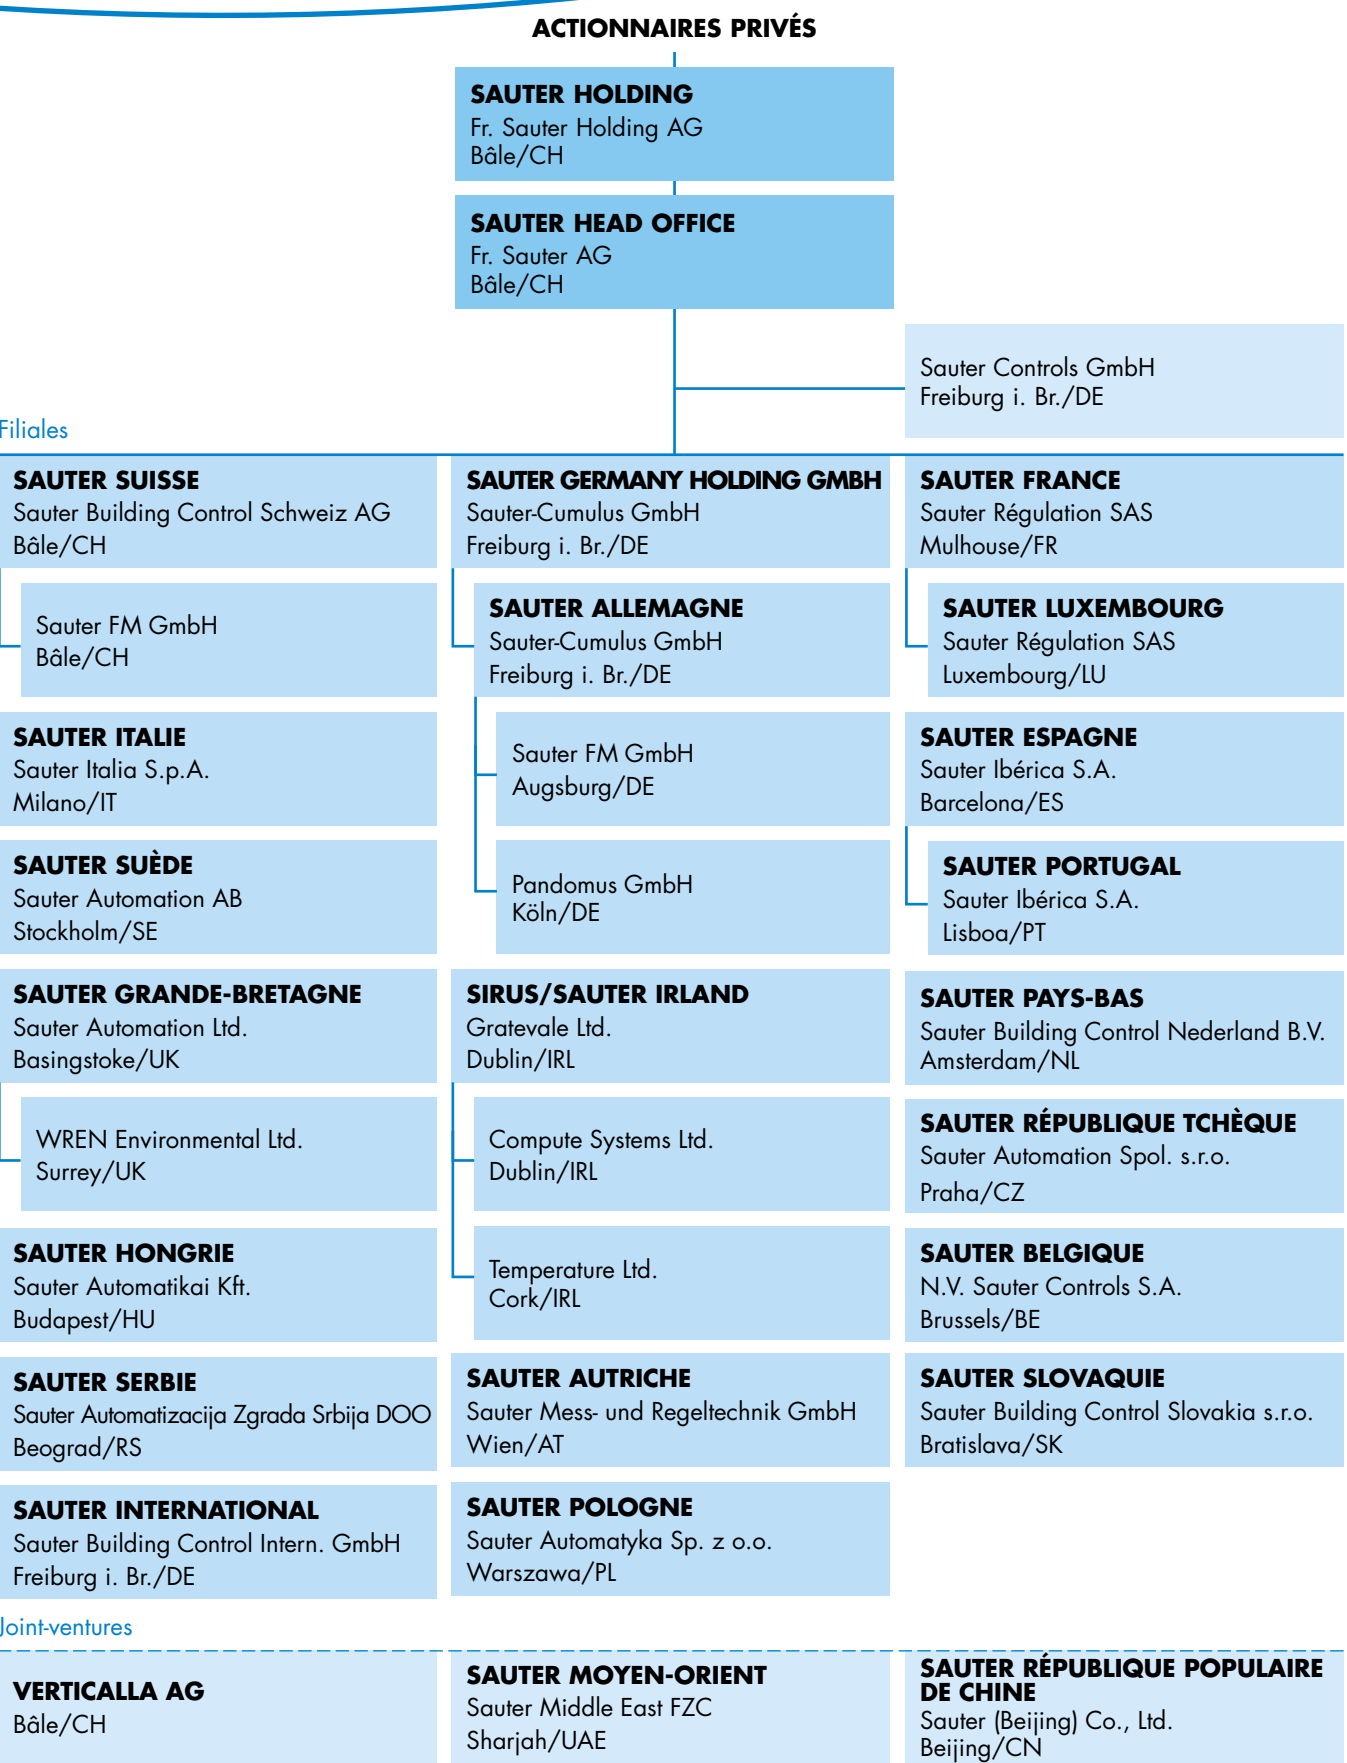 ACTIONNAIRES PRIVÉS
SAUTER HOLDING
Fr. Sauter Holding AG
Bâle/CH
SAUTER HEAD OFFICE
Fr. Sauter AG
Bâle/CH
Sauter Controls GmbH
Freiburg i. Br./DE
Filiales
SAUTER SUISSE
Sauter Building Control Schweiz AG
Bâle/CH
Sauter FM GmbH
Bâle/CH
SAUTER ITALIE
Sauter Italia S.p.A.
Milano/IT
SAUTER SUÈDE
Sauter Automation AB
Stockholm/SE
SAUTER GRANDE-BRETAGNE
Sauter Automation Ltd.
Basingstoke/UK
WREN Environmental Ltd.
Surrey/UK
SAUTER HONGRIE
Sauter Automatikai Kft.
Budapest/HU
SAUTER SERBIE
Sauter Automatizacija Zgrada Srbija DOO
Beograd/RS
SAUTER INTERNATIONAL
Sauter Building Control Intern. GmbH
Freiburg i. Br./DE
SAUTER GERMANY HOLDING GMBH
Sauter-Cumulus GmbH
Freiburg i. Br./DE
SAUTER ALLEMAGNE
Sauter-Cumulus GmbH
Freiburg i. Br./DE
Sauter FM GmbH
Augsburg/DE
Pandomus GmbH
Köln/DE
SIRUS/SAUTER IRLAND
Gratevale Ltd.
Dublin/IRL
Compute Systems Ltd.
Dublin/IRL
Temperature Ltd.
Cork/IRL
SAUTER AUTRICHE
Sauter Mess- und Regeltechnik GmbH
Wien/AT
SAUTER POLOGNE
Sauter Automatyka Sp. z o.o.
Warszawa/PL
SAUTER FRANCE
Sauter Régulation SAS
Mulhouse/FR
SAUTER LUXEMBOURG
Sauter Régulation SAS
Luxembourg/LU
SAUTER ESPAGNE
Sauter Ibérica S.A.
Barcelona/ES
SAUTER PORTUGAL
Sauter Ibérica S.A.
Lisboa/PT
SAUTER PAYS-BAS
Sauter Building Control Nederland B.V.
Amsterdam/NL
SAUTER RÉPUBLIQUE TCHÈQUE
Sauter Automation Spol. s.r.o.
Praha/CZ
SAUTER BELGIQUE
N.V. Sauter Controls S.A.
Brussels/BE
SAUTER SLOVAQUIE
Sauter Building Control Slovakia s.r.o.
Bratislava/SK
Joint-ventures
VERTICALLA AG
Bâle/CH
SAUTER MOYEN-ORIENT
Sauter Middle East FZC
Sharjah/UAE
SAUTER RÉPUBLIQUE POPULAIRE
DE CHINE
Sauter (Beijing) Co., Ltd.
Beijing/CN